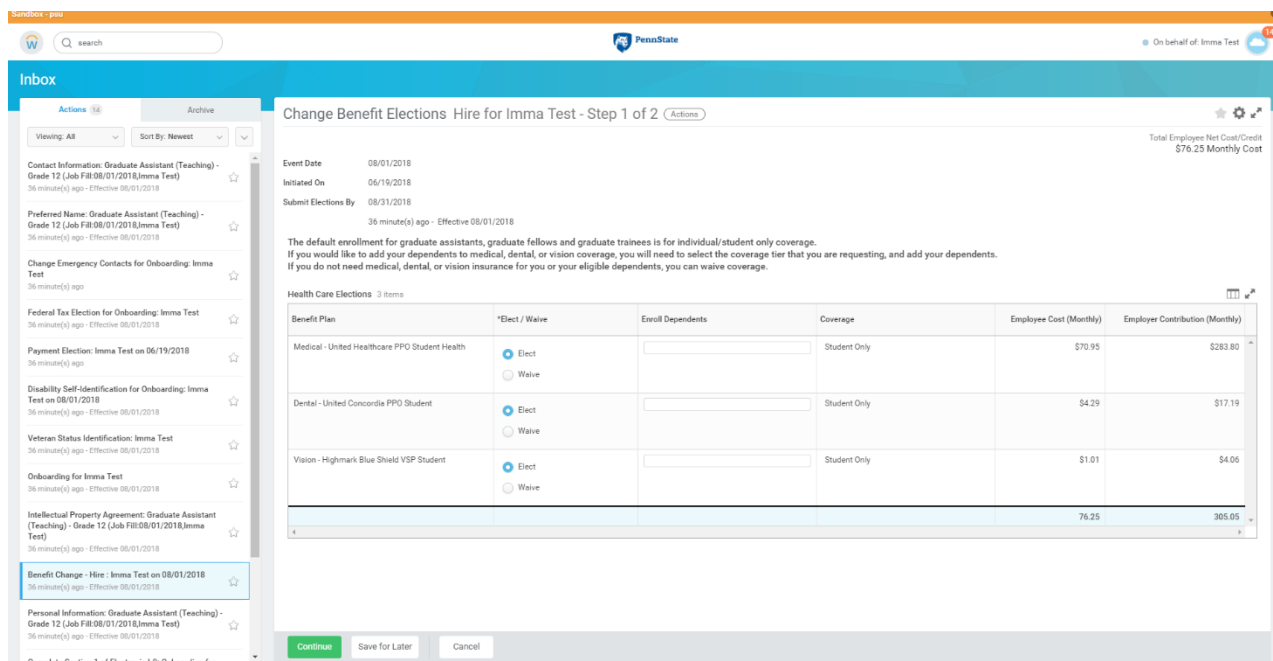 Sandbox - psu
search
PennState
On behalf of: Imma Test
14
Inbox
Actions 14
Archive
Viewing: All
Sort By: Newest
Contact Information: Graduate Assistant (Teaching) -
Grade 12 (Job Fill:08/01/2018,Imma Test)
36 minute(s) ago - Effective 08/01/2018
Preferred Name: Graduate Assistant (Teaching) -
Grade 12 (Job Fill:08/01/2018,Imma Test)
36 minute(s) ago - Effective 08/01/2018
Change Emergency Contacts for Onboarding: Imma
Test
36 minute(s) ago
Federal Tax Election for Onboarding: Imma Test
36 minute(s) ago - Effective 08/01/2018
Payment Election: Imma Test on 06/19/2018
36 minute(s) ago
Disability Self-Identification for Onboarding: Imma
Test on 08/01/2018
36 minute(s) ago - Effective 08/01/2018
Veteran Status Identification: Imma Test
36 minute(s) ago - Effective 08/01/2018
Onboarding for Imma Test
36 minute(s) ago - Effective 08/01/2018
Intellectual Property Agreement: Graduate Assistant
(Teaching) - Grade 12 (Job Fill:08/01/2018,Imma
Test)
36 minute(s) ago - Effective 08/01/2018
Benefit Change - Hire : Imma Test on 08/01/2018
36 minute(s) ago - Effective 08/01/2018
Personal Information: Graduate Assistant (Teaching) -
Grade 12 (Job Fill:08/01/2018,Imma Test)
36 minute(s) ago - Effective 08/01/2018
Change Benefit Elections Hire for Imma Test - Step 1 of 2 Actions
Total Employee Net Cost/Credit
$76.25 Monthly Cost
Event Date 08/01/2018
Initiated On 06/19/2018
Submit Elections By 08/31/2018
36 minute(s) ago - Effective 08/01/2018
The default enrollment for graduate assistants, graduate fellows and graduate trainees is for individual/student only coverage.
If you would like to add your dependents to medical, dental, or vision coverage, you will need to select the coverage tier that you are requesting, and add your dependents.
If you do not need medical, dental, or vision insurance for you or your eligible dependents, you can waive coverage.
Health Care Elections 3 items
Benefit Plan *Elect / Waive Enroll Dependents Coverage Employee Cost (Monthly) Employer Contribution (Monthly)
Medical - United Healthcare PPO Student Health Elect Student Only $70.95 $283.80
Waive
Dental - United Concordia PPO Student Elect Student Only $4.29 $17.19
Waive
Vision - Highmark Blue Shield VSP Student Elect Student Only $1.01 $4.06
Waive
76.25 305.05
Continue
Save for Later
Cancel